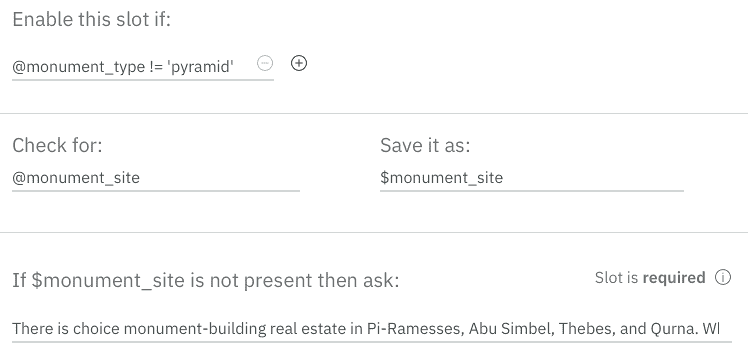 Enable this slot if:
@monument_type != 'pyramid'
Check for:
Save it as:
@monument_site
$monument_site
If $monument_site is not present then ask:
Slot is required
There is choice monument-building real estate in Pi-Ramesses, Abu Simbel, Thebes, and Qurna.